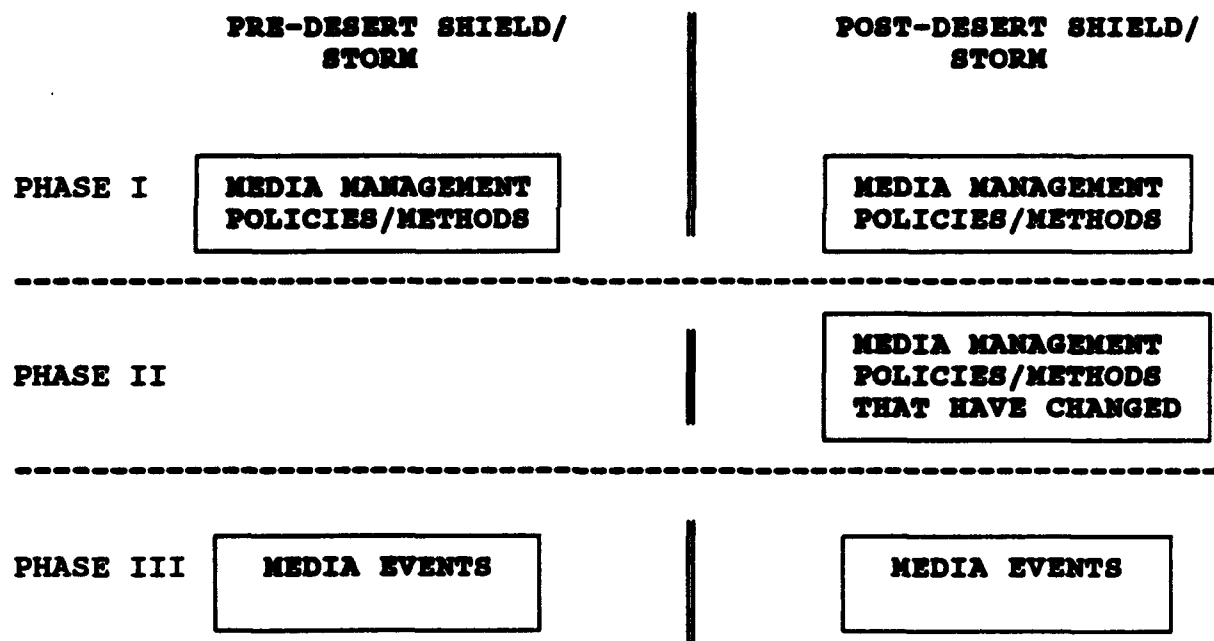 PRE-DESERT SHIELD/
STORM
POST-DESERT SHIELD/
STORM
PHASE I
MEDIA MANAGEMENT
POLICIES/METHODS
MEDIA MANAGEMENT
POLICIES/METHODS
PHASE II
MEDIA MANAGEMENT
POLICIES/METHODS
THAT HAVE CHANGED
PHASE III
MEDIA EVENTS
MEDIA EVENTS